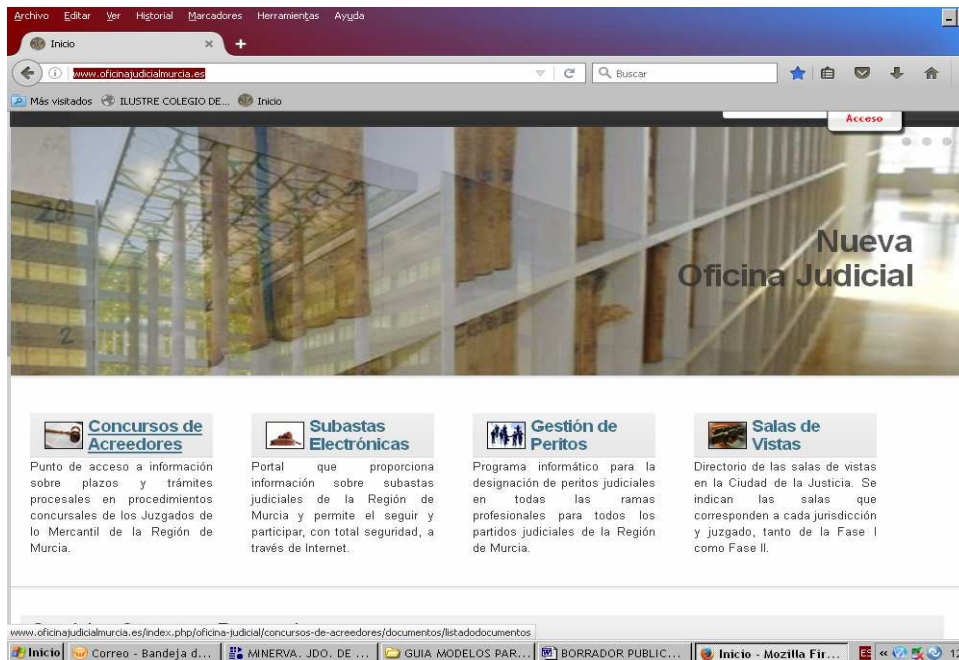 Archivo Editar Ver Historial Marcadores Herramientas Ayuda
Inicio
www.oficinajudicialmurcia.es
Buscar
Más visitados ILUSTRE COLEGIO DE... Inicio
Acceso
28
2
Nueva
Oficina Judicial
Concursos de
Acreedores
Punto de acceso a información
sobre plazos y trámites
procesales en procedimientos
concursales de los Juzgados de
lo Mercantil de la Región de
Murcia.
Subastas
Electrónicas
Portal que proporciona
información sobre subastas
judiciales de la Región de
Murcia y permite el seguir y
participar, con total seguridad, a
través de Internet.
Gestión de
Peritos
Programa informático para la
designación de peritos judiciales
en todas las ramas
profesionales para todos los
partidos judiciales de la Región
de Murcia.
Salas de
Vistas
Directorio de las salas de vistas
en la Ciudad de la Justicia. Se
indican las salas que
corresponden a cada jurisdicción
y juzgado, tanto de la Fase I
como Fase II.
www.oficinajudicialmurcia.es/index.php/oficina-judicial/concursos-de-acreedores/documentos/listadodocumentos
Inicio Correo - Bandeja d... MINERVA. JDO. DE ... GUIA MODELOS PAR... BORRADOR PUBLIC... Inicio - Mozilla Fir... ES « 12